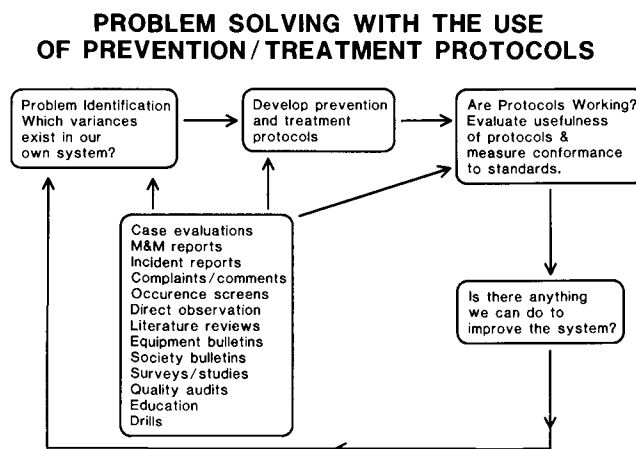 PROBLEM SOLVING WITH THE USE
OF PREVENTION/TREATMENT PROTOCOLS
Problem Identification
Which variances
exist in our
own system?
Develop prevention
and treatment
protocols
Are Protocols Working?
Evaluate usefulness
of protocols &
measure conformance
to standards.
Case evaluations
M&M reports
Incident reports
Complaints/comments
Occurence screens
Direct observation
Literature reviews
Equipment bulletins
Society bulletins
Surveys/studies
Quality audits
Education
Drills
Is there anything
we can do to
improve the system?